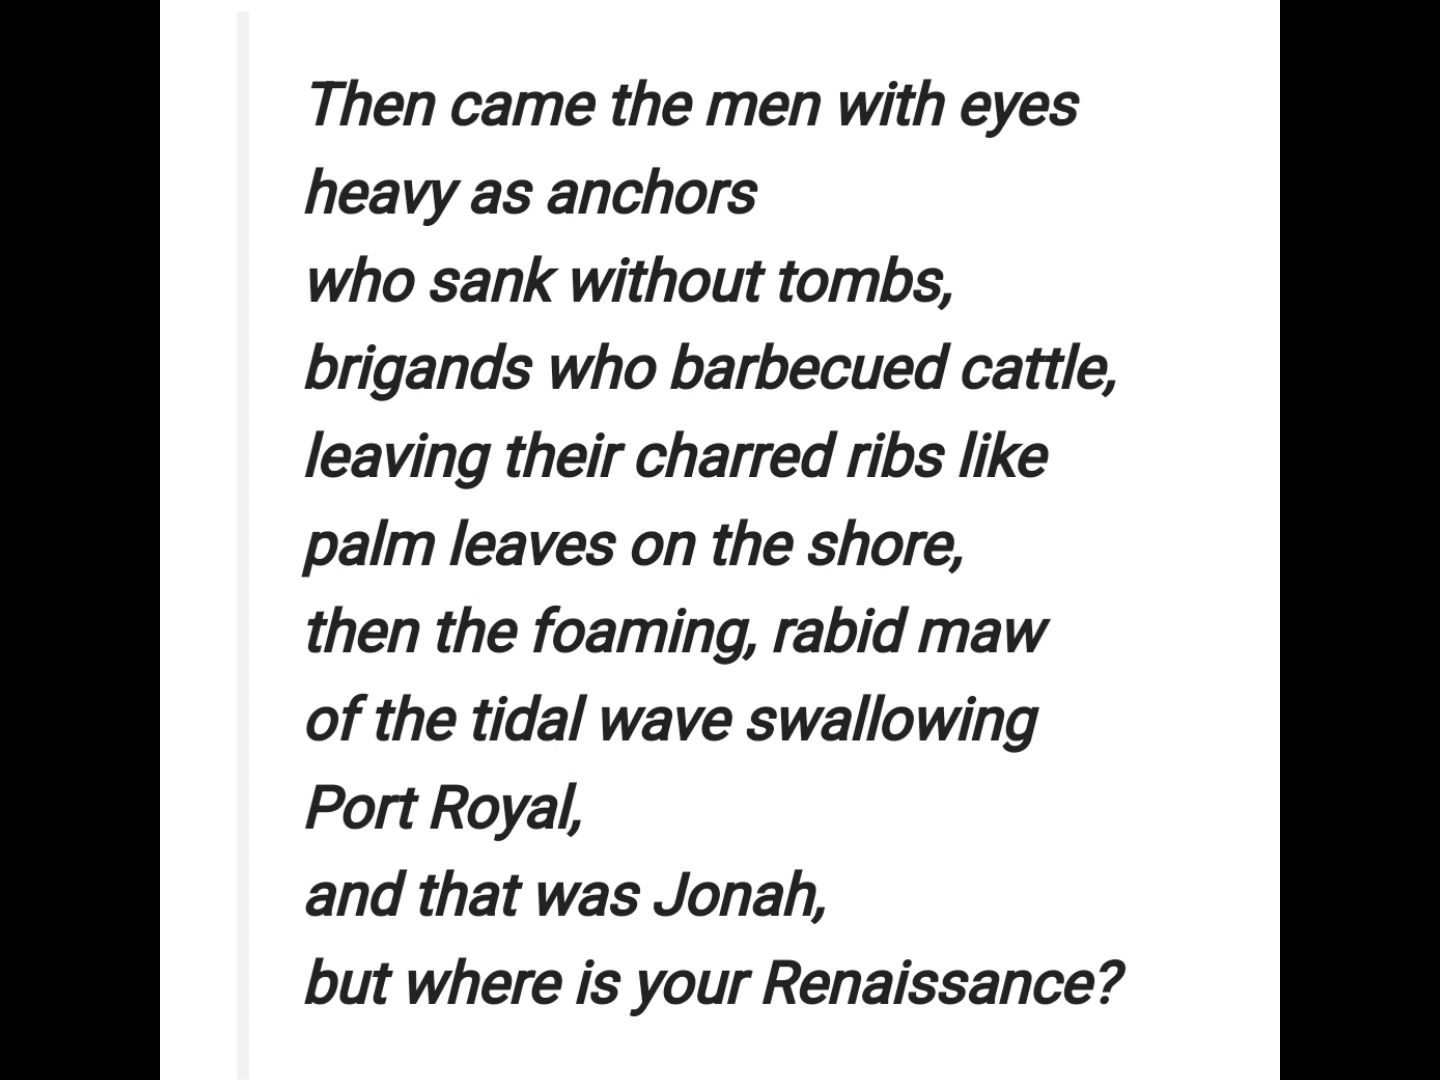 Then came the men with eyes
heavy as anchors
who sank without tombs,
brigands who barbecued cattle,
leaving their charred ribs like
palm leaves on the shore,
then the foaming, rabid maw
of the tidal wave swallowing
Port Royal,
and that was Jonah,
but where is your Renaissance?